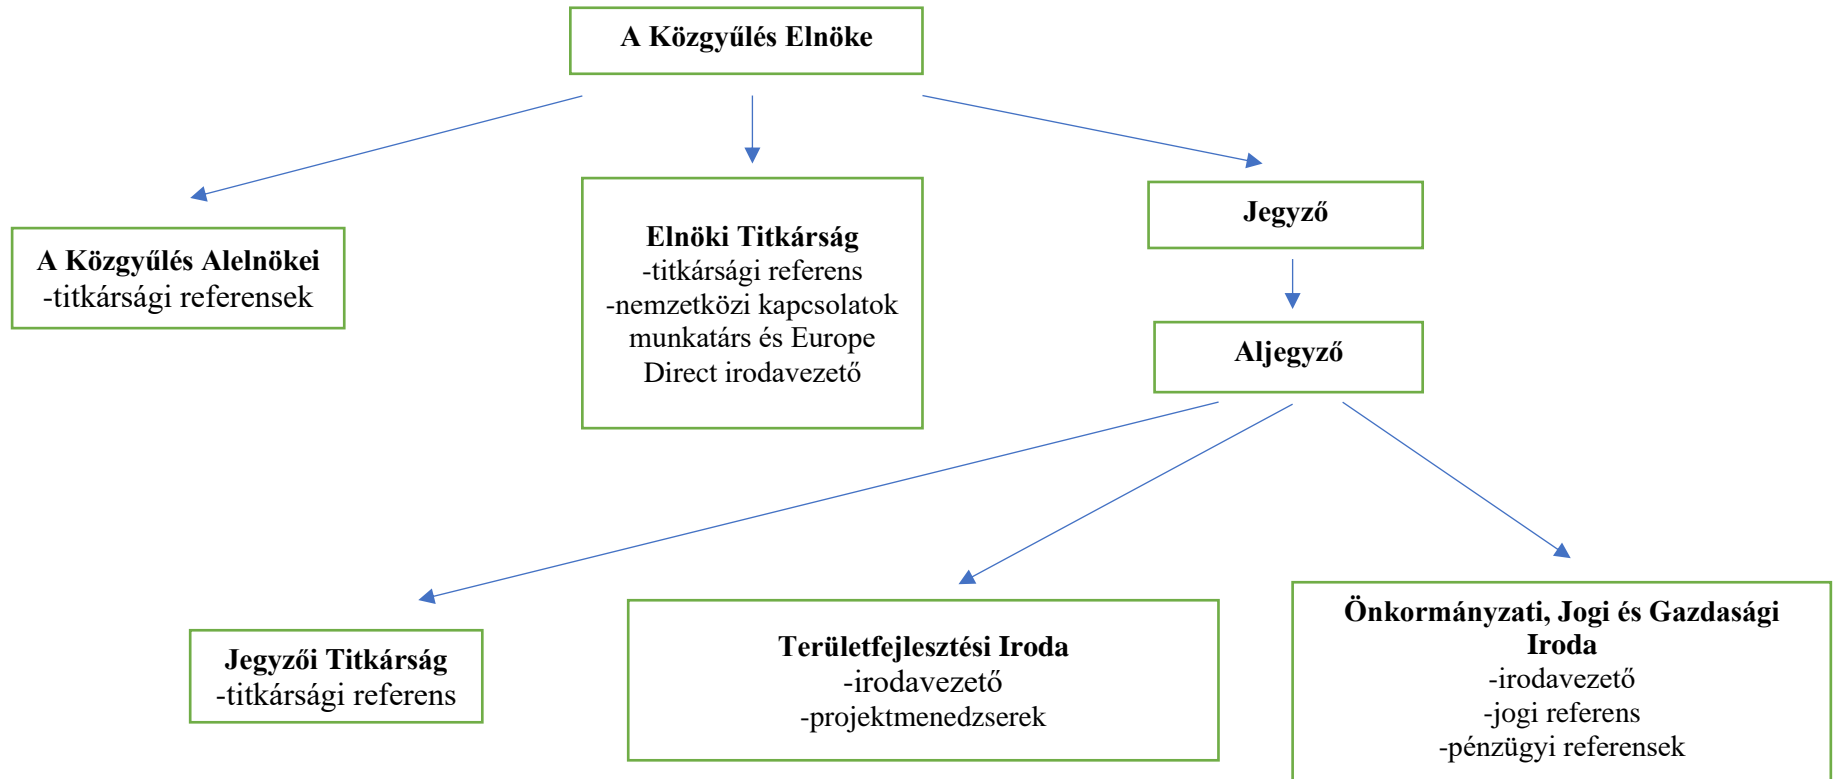 A Közgyűlés Elnöke
A Közgyűlés Alelnökei
-titkársági referensek
Elnöki Titkárság
-titkársági referens
-nemzetközi kapcsolatok
munkatárs és Europe
Direct irodavezető
Jegyző
Aljegyző
Jegyzői Titkárság
-titkársági referens
Területfejlesztési Iroda
-irodavezető
-projektmenedzserek
Önkormányzati, Jogi és Gazdasági
Iroda
-irodavezető
-jogi referens
-pénzügyi referensek